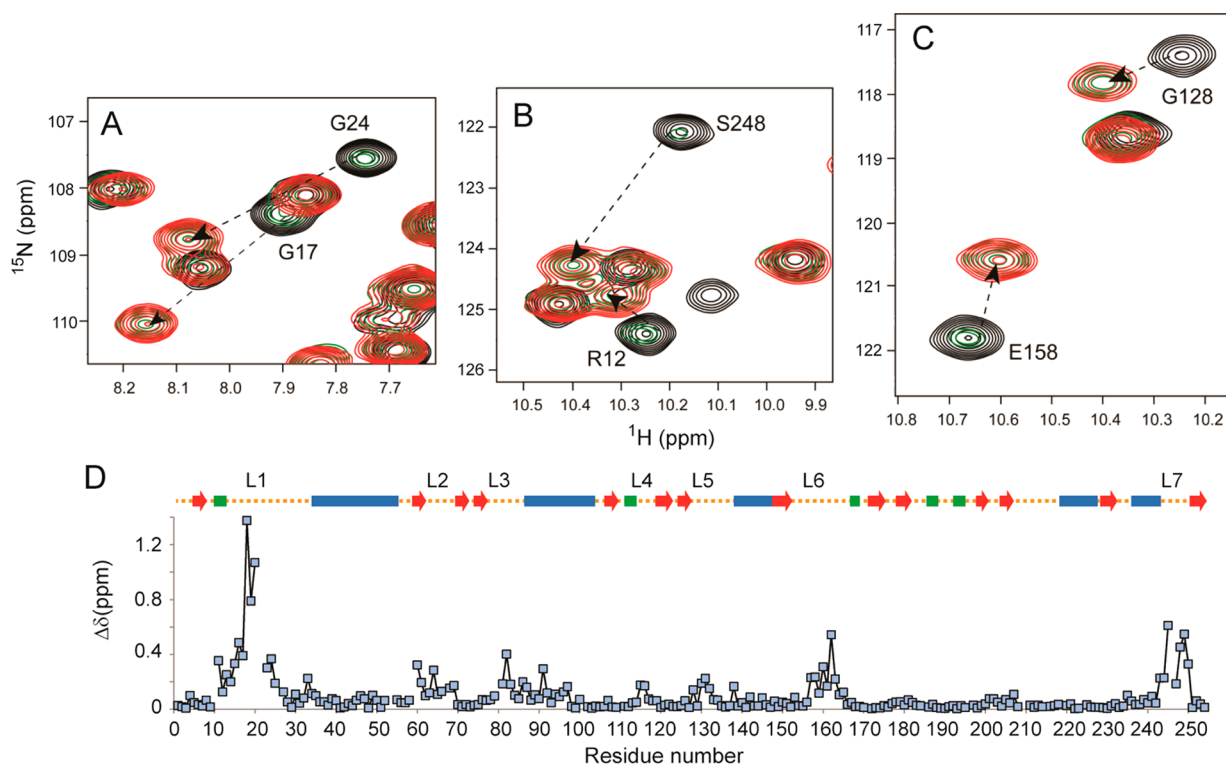 A
G24
G17
107
108
109
110
8.2 8.1 8.0 7.9 7.8 7.7
15N (ppm)
B
S248
R12
122
123
124
125
126
10.5 10.4 10.3 10.2 10.1 10.0 9.9
1H (ppm)
C
G128
E158
117
118
119
120
121
122
10.8 10.7 10.6 10.5 10.4 10.3 10.2
D
L1 L2 L3 L4 L5 L6 L7
1.2
0.8
0.4
0
Δδ(ppm)
0 10 20 30 40 50 60 70 80 90 100 110 120 130 140 150 160 170 180 190 200 210 220 230 240 250
Residue number